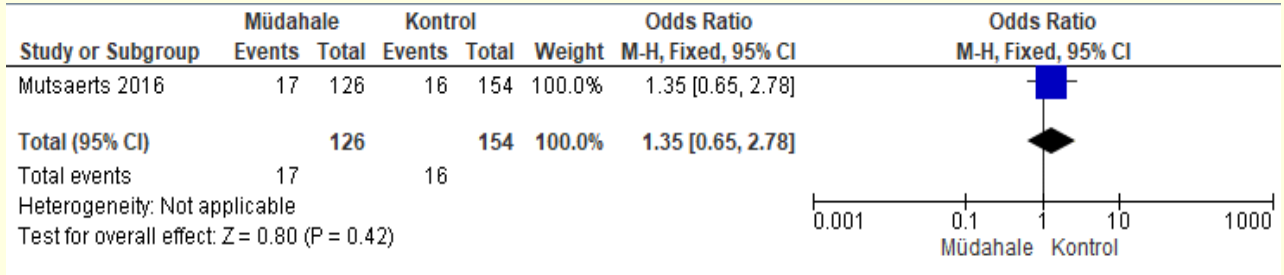 Müdahale Kontrol Odds Ratio Odds Ratio
Study or Subgroup Events Total Events Total Weight M-H, Fixed, 95% CI M-H, Fixed, 95% CI
Mutsaerts 2016 17 126 16 154 100.0% 1.35 [0.65, 2.78]
Total (95% CI) 126 154 100.0% 1.35 [0.65, 2.78]
Total events 17 16
Heterogeneity: Not applicable
Test for overall effect: Z = 0.80 (P = 0.42)
0.001 0.1 1 10 1000
Müdahale Kontrol